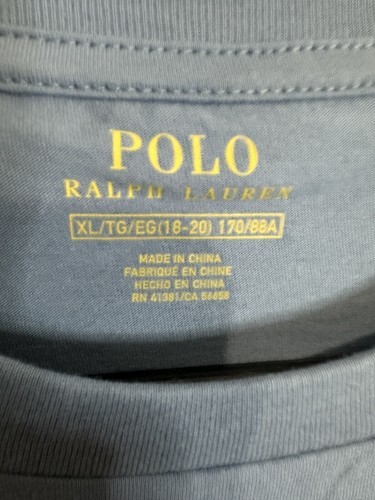 POLO
RALPH LAUREN
XL/TG/EG(18-20) 170/88A
MADE IN CHINA
FABRIQUÉ EN CHINE
HECHO EN CHINA
RN 41381/CA 56658